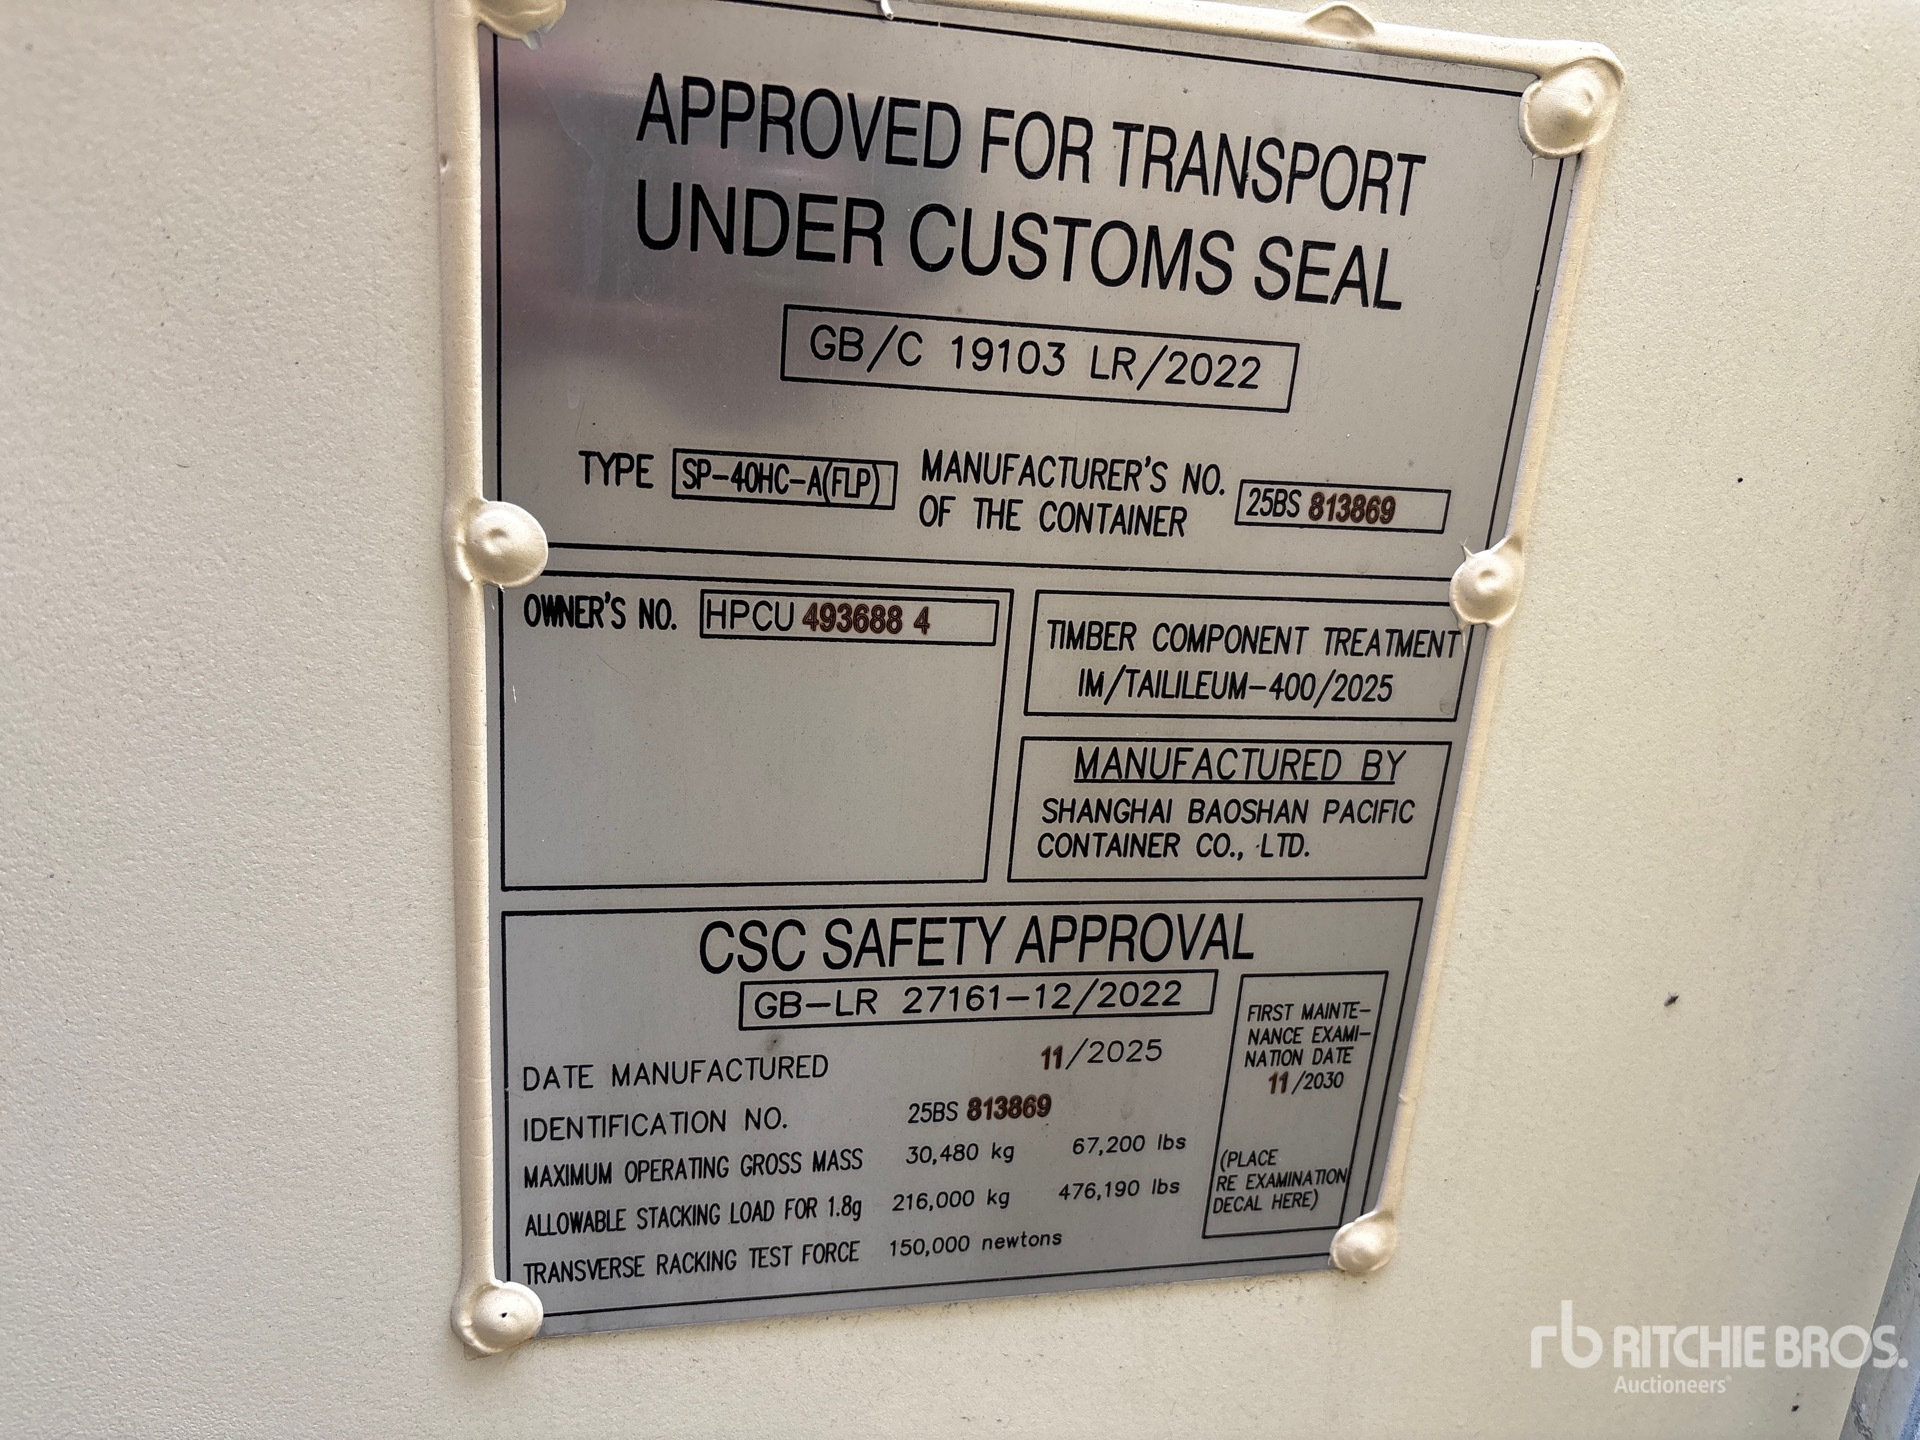 APPROVED FOR TRANSPORT
UNDER CUSTOMS SEAL
GB/C 19103 LR/2022
TYPE SP-40HC-A(FLP) MANUFACTURER'S NO.
OF THE CONTAINER 25BS 813869
OWNER'S NO. HPCU 493688 4
TIMBER COMPONENT TREATMENT
IM/TAILILEUM-400/2025
MANUFACTURED BY
SHANGHAI BAOSHAN PACIFIC
CONTAINER CO., LTD.
CSC SAFETY APPROVAL
GB-LR 27161-12/2022
DATE MANUFACTURED 11/2025
IDENTIFICATION NO. 25BS 813869
MAXIMUM OPERATING GROSS MASS 30,480 kg 67,200 lbs
ALLOWABLE STACKING LOAD FOR 1.8g 216,000 kg 476,190 lbs
TRANSVERSE RACKING TEST FORCE 150,000 newtons
FIRST MAINTE-
NANCE EXAMI-
NATION DATE
11/2030
(PLACE
RE EXAMINATION
DECAL HERE)
rb RITCHIE BROS.
Auctioneers